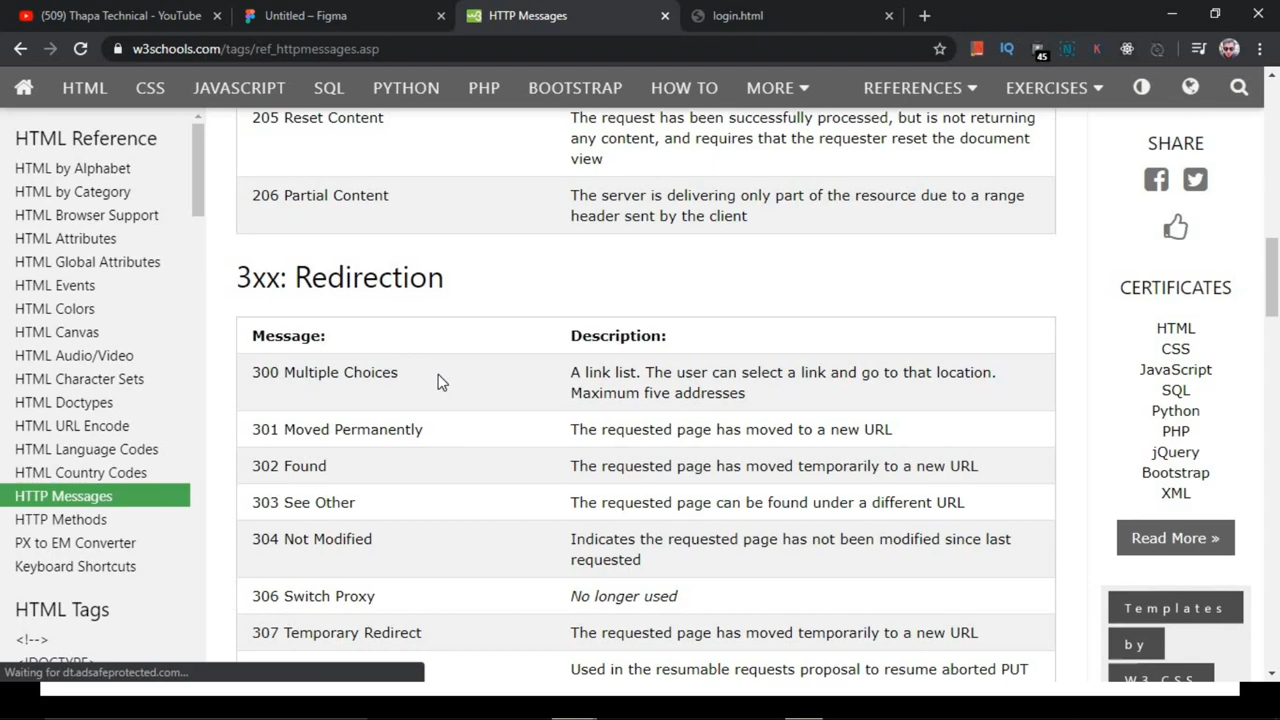 (509) Thapa Technical - YouTube
Untitled – Figma
HTTP Messages
login.html
w3schools.com/tags/ref_httpmessages.asp
45
HTML CSS JAVASCRIPT SQL PYTHON PHP BOOTSTRAP HOW TO MORE REFERENCES EXERCISES
HTML Reference
HTML by Alphabet
HTML by Category
HTML Browser Support
HTML Attributes
HTML Global Attributes
HTML Events
HTML Colors
HTML Canvas
HTML Audio/Video
HTML Character Sets
HTML Doctypes
HTML URL Encode
HTML Language Codes
HTML Country Codes
HTTP Messages
HTTP Methods
PX to EM Converter
Keyboard Shortcuts
HTML Tags
<!-->
<!DOCTYPE>
Waiting for dt.adsafeprotected.com...
205 Reset Content
The request has been successfully processed, but is not returning
any content, and requires that the requester reset the document
view
206 Partial Content
The server is delivering only part of the resource due to a range
header sent by the client
3xx: Redirection
Message: Description:
300 Multiple Choices
A link list. The user can select a link and go to that location.
Maximum five addresses
301 Moved Permanently The requested page has moved to a new URL
302 Found The requested page has moved temporarily to a new URL
303 See Other The requested page can be found under a different URL
304 Not Modified
Indicates the requested page has not been modified since last
requested
306 Switch Proxy No longer used
307 Temporary Redirect The requested page has moved temporarily to a new URL
Used in the resumable requests proposal to resume aborted PUT
SHARE
CERTIFICATES
HTML
CSS
JavaScript
SQL
Python
PHP
jQuery
Bootstrap
XML
Read More »
Templates
by
W3.CSS